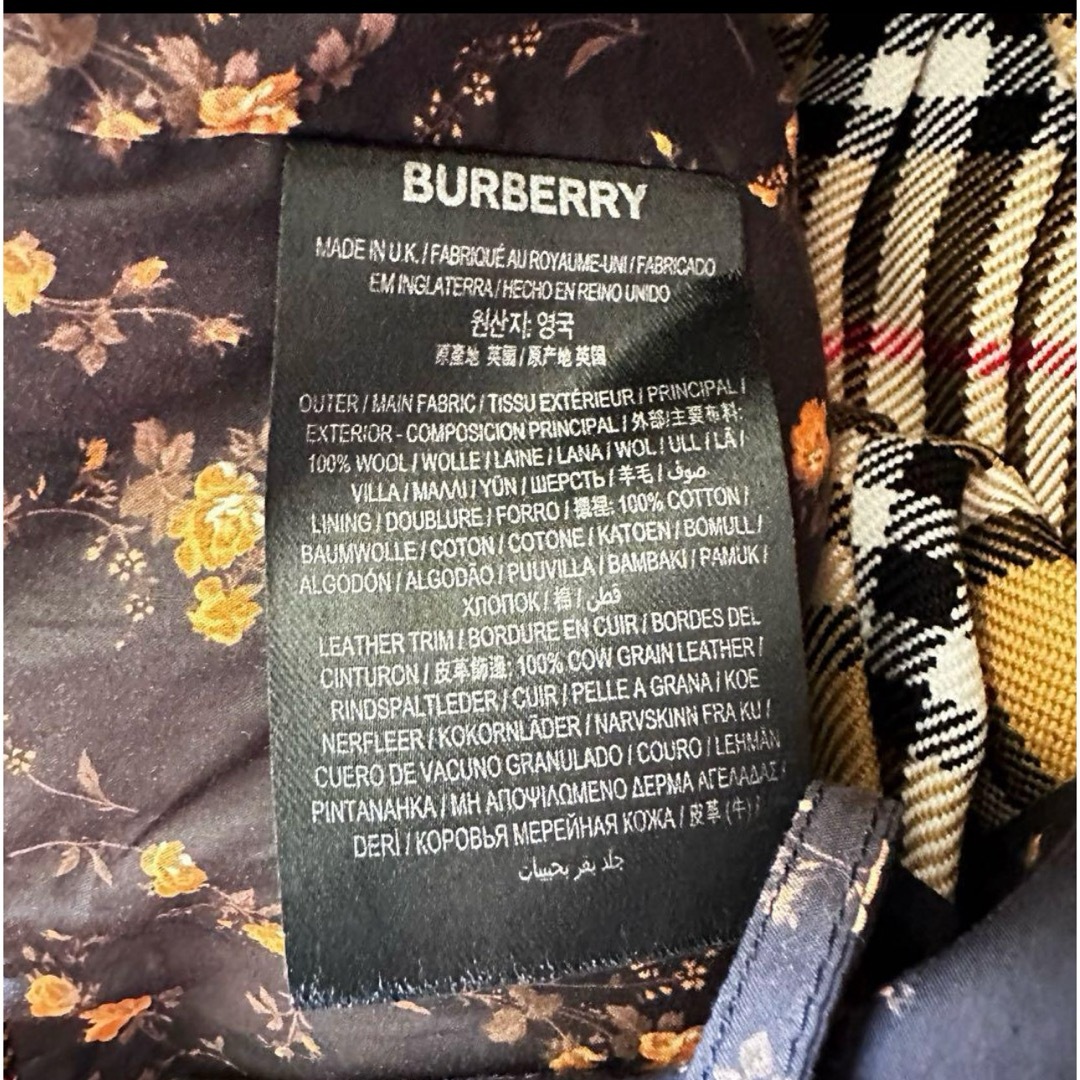 BURBERRY
MADE IN U.K. / FABRIQUÉ AU ROYAUME-UNI / FABRICADO
EM INGLATERRA / HECHO EN REINO UNIDO
원산지: 영국
原產地 英國 / 原产地 英国
OUTER / MAIN FABRIC / TISSU EXTÉRIEUR / PRINCIPAL /
EXTERIOR - COMPOSICION PRINCIPAL / 外部/主要布料:
100% WOOL / WOLLE / LAINE / LANA / WOL / ULL / LÃ /
VILLA / ΜΑΛΛΙ / YÜN / ШЕРСТЬ / 羊毛 / صوف
LINING / DOUBLURE / FORRO / 襯裡: 100% COTTON /
BAUMWOLLE / COTON / COTONE / KATOEN / BOMULL /
ALGODÓN / ALGODÃO / PUUVILLA / BAMBAKI / PAMUK /
ХЛОПОК / 棉 / قطن
LEATHER TRIM / BORDURE EN CUIR / BORDES DEL
CINTURON / 皮革飾邊: 100% COW GRAIN LEATHER /
RINDSPALTLEDER / CUIR / PELLE A GRANA / KOE
NERFLEER / KOKORNLÄDER / NARVSKINN FRA KU /
CUERO DE VACUNO GRANULADO / COURO / LEHMÄN
PINTANAHKA / ΜΗ ΑΠΟΨΙΛΩΜΕΝΟ ΔΕΡΜΑ ΑΓΕΛΑΔΑΣ /
DERİ / КОРОВЬЯ МЕРЕЙНАЯ КОЖА / 皮革 (牛) /
جلد بقر بحبيبات